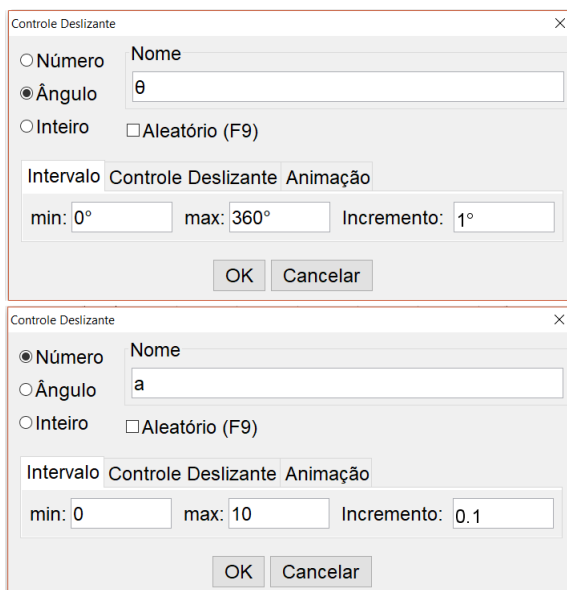 Controle Deslizante ×
Número
Ângulo
Inteiro
Nome
θ
Aleatório (F9)
Intervalo Controle Deslizante Animação
min: 0° max: 360° Incremento: 1°
OK Cancelar
Controle Deslizante ×
Número
Ângulo
Inteiro
Nome
a
Aleatório (F9)
Intervalo Controle Deslizante Animação
min: 0 max: 10 Incremento: 0.1
OK Cancelar